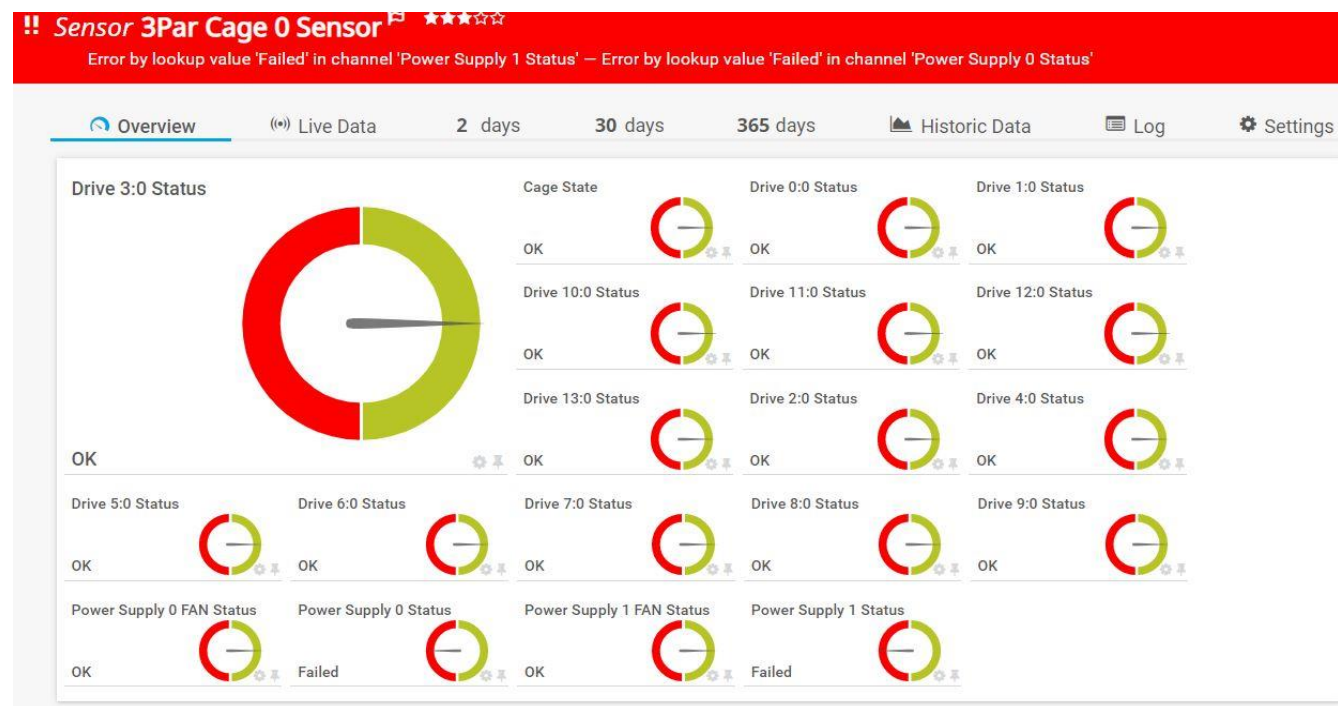 !! Sensor 3Par Cage 0 Sensor
Error by lookup value 'Failed' in channel 'Power Supply 1 Status' — Error by lookup value 'Failed' in channel 'Power Supply 0 Status'
Overview Live Data 2 days 30 days 365 days Historic Data Log Settings
Drive 3:0 Status
OK
Cage State Drive 0:0 Status Drive 1:0 Status
OK OK OK
Drive 10:0 Status Drive 11:0 Status Drive 12:0 Status
OK OK OK
Drive 13:0 Status Drive 2:0 Status Drive 4:0 Status
OK OK OK
Drive 5:0 Status Drive 6:0 Status Drive 7:0 Status Drive 8:0 Status Drive 9:0 Status
OK OK OK OK OK
Power Supply 0 FAN Status Power Supply 0 Status Power Supply 1 FAN Status Power Supply 1 Status
OK Failed OK Failed